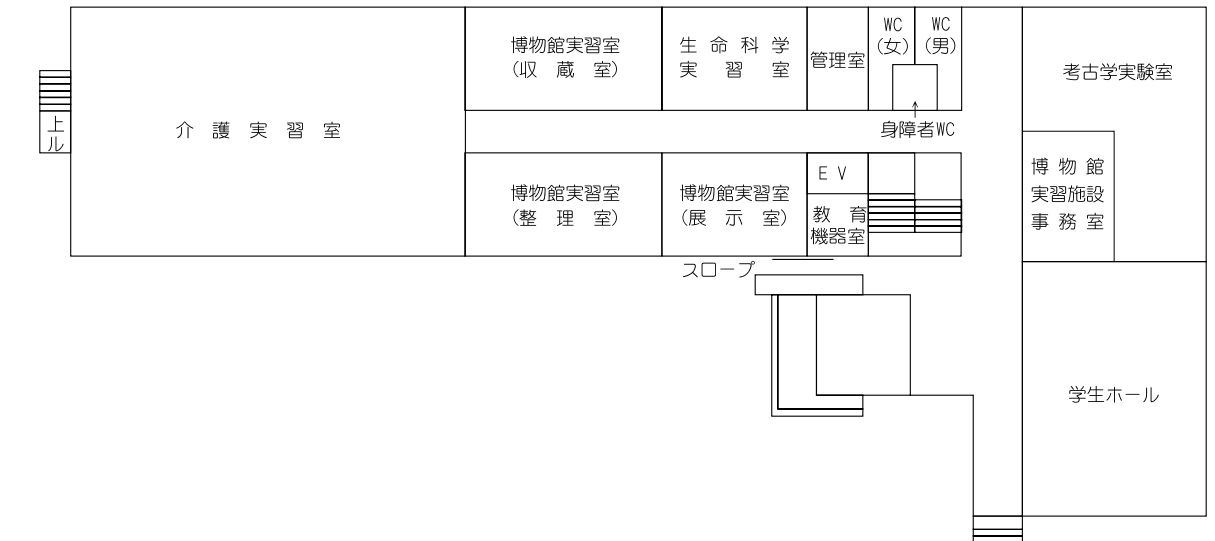 博物館実習室
(収蔵室)
生命科学
実習室
管理室
WC
(女)
WC
(男)
考古学実験室
上
ル
介護実習室
身障者WC
博物館
実習施設
事務室
博物館実習室
(整理室)
博物館実習室
(展示室)
EV
教育
機器室
スロープ
学生ホール